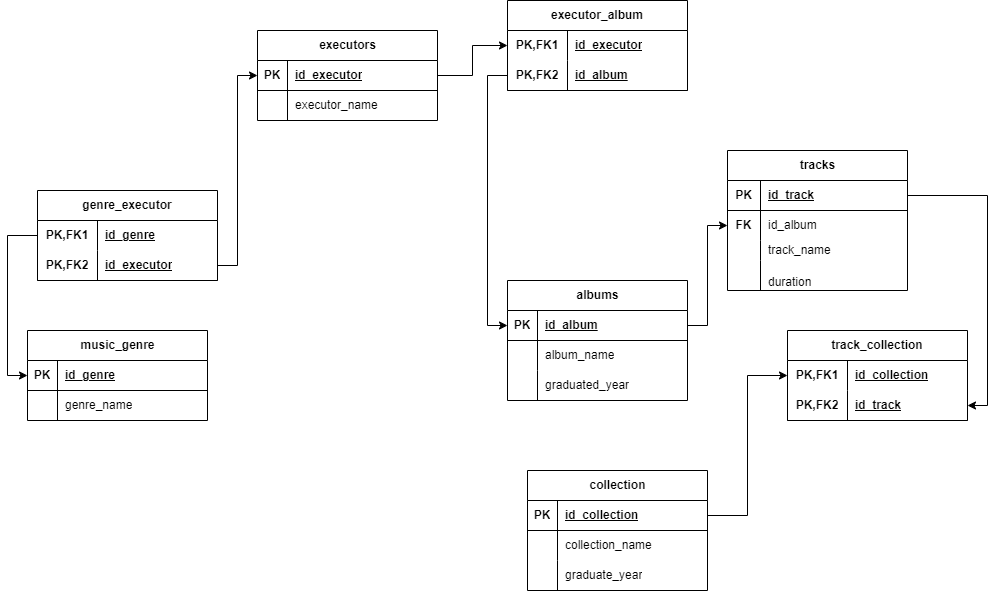 executor_album
PK,FK1 id_executor
PK,FK2 id_album
executors
PK id_executor
executor_name
tracks
PK id_track
FK id_album
track_name
duration
genre_executor
PK,FK1 id_genre
PK,FK2 id_executor
albums
PK id_album
album_name
graduated_year
music_genre
PK id_genre
genre_name
track_collection
PK,FK1 id_collection
PK,FK2 id_track
collection
PK id_collection
collection_name
graduate_year